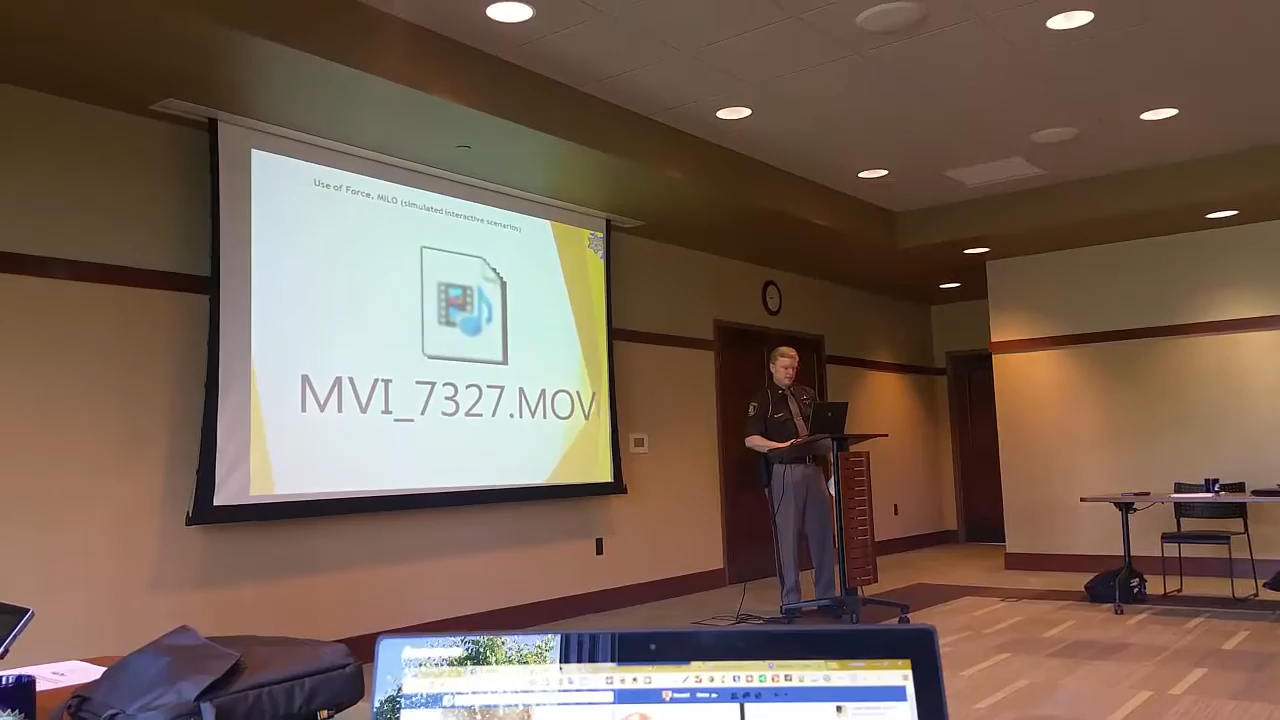 Use of Force, MILO (simulated interactive scenarios)
MVI_7327.MOV